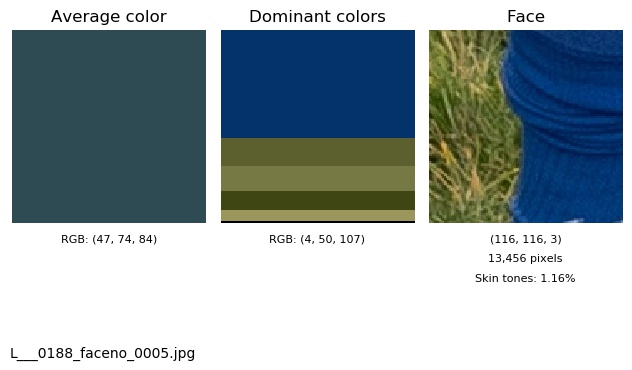 Average color
Dominant colors
Face
RGB: (47, 74, 84)
RGB: (4, 50, 107)
(116, 116, 3)
13,456 pixels
Skin tones: 1.16%
L___0188_faceno_0005.jpg